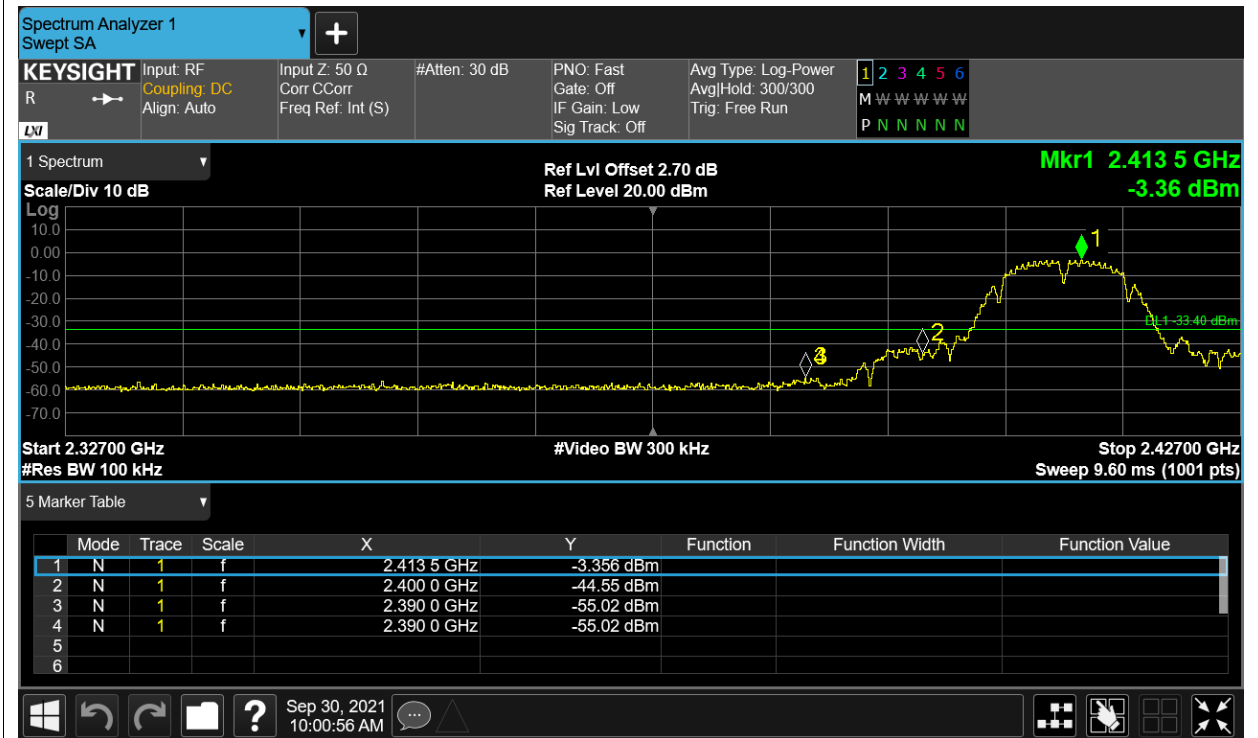 Spectrum Analyzer 1
Swept SA
KEYSIGHT
R
LXI
Input: RF
Coupling: DC
Align: Auto
Input Z: 50 Ω
Corr CCorr
Freq Ref: Int (S)
#Atten: 30 dB
PNO: Fast
Gate: Off
IF Gain: Low
Sig Track: Off
Avg Type: Log-Power
Avg|Hold: 300/300
Trig: Free Run
1 2 3 4 5 6
M W W W W W
P N N N N N
1 Spectrum
Scale/Div 10 dB
Ref Lvl Offset 2.70 dB
Ref Level 20.00 dBm
Mkr1 2.413 5 GHz
-3.36 dBm
Log
10.0
0.00
-10.0
-20.0
-30.0
-40.0
-50.0
-60.0
-70.0
1
2
DL1 -33.40 dBm
Start 2.32700 GHz
#Video BW 300 kHz
Stop 2.42700 GHz
#Res BW 100 kHz
Sweep 9.60 ms (1001 pts)
5 Marker Table
Mode Trace Scale X Y Function Function Width Function Value
1 N 1 f 2.413 5 GHz -3.356 dBm
2 N 1 f 2.400 0 GHz -44.55 dBm
3 N 1 f 2.390 0 GHz -55.02 dBm
4 N 1 f 2.390 0 GHz -55.02 dBm
5
6
?
Sep 30, 2021
10:00:56 AM